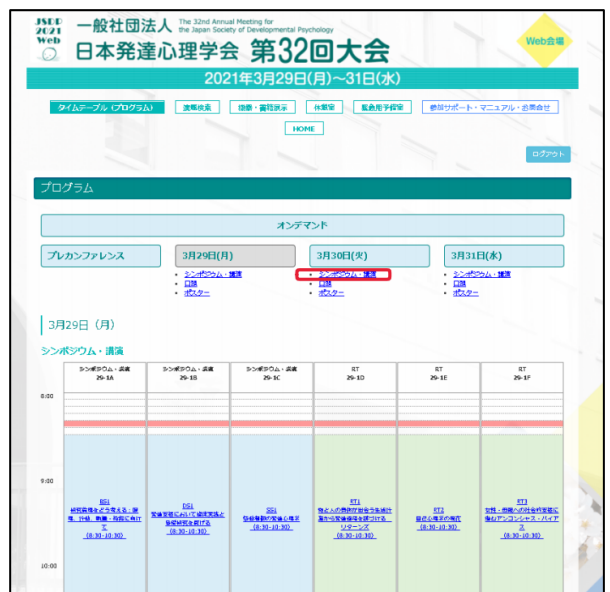 JSDP
2021
Web
一般社団法人 The 32nd Annual Meeting for
the Japan Society of Developmental Psychology
日本発達心理学会 第32回大会
Web会場
2021年3月29日(月)～31日(水)
タイムテーブル（プログラム）
演題検索
機器・書籍展示
休憩室
緊急用予備室
参加サポート・マニュアル・お問合せ
HOME
ログアウト
プログラム
オンデマンド
プレカンファレンス
3月29日(月)
3月30日(火)
3月31日(水)
シンポジウム・講演
口頭
ポスター
シンポジウム・講演
口頭
ポスター
シンポジウム・講演
口頭
ポスター
3月29日（月）
シンポジウム・講演
シンポジウム・講演
29-1A
シンポジウム・講演
29-1B
シンポジウム・講演
29-1C
RT
29-1D
RT
29-1E
RT
29-1F
8:00
9:00
10:00
(8:30-10:30)
DS1
(8:30-10:30)
SS1
(8:30-10:30)
RT1
リターンズ
(8:30-10:30)
RT2
(8:30-10:30)
RT3
(8:30-10:30)